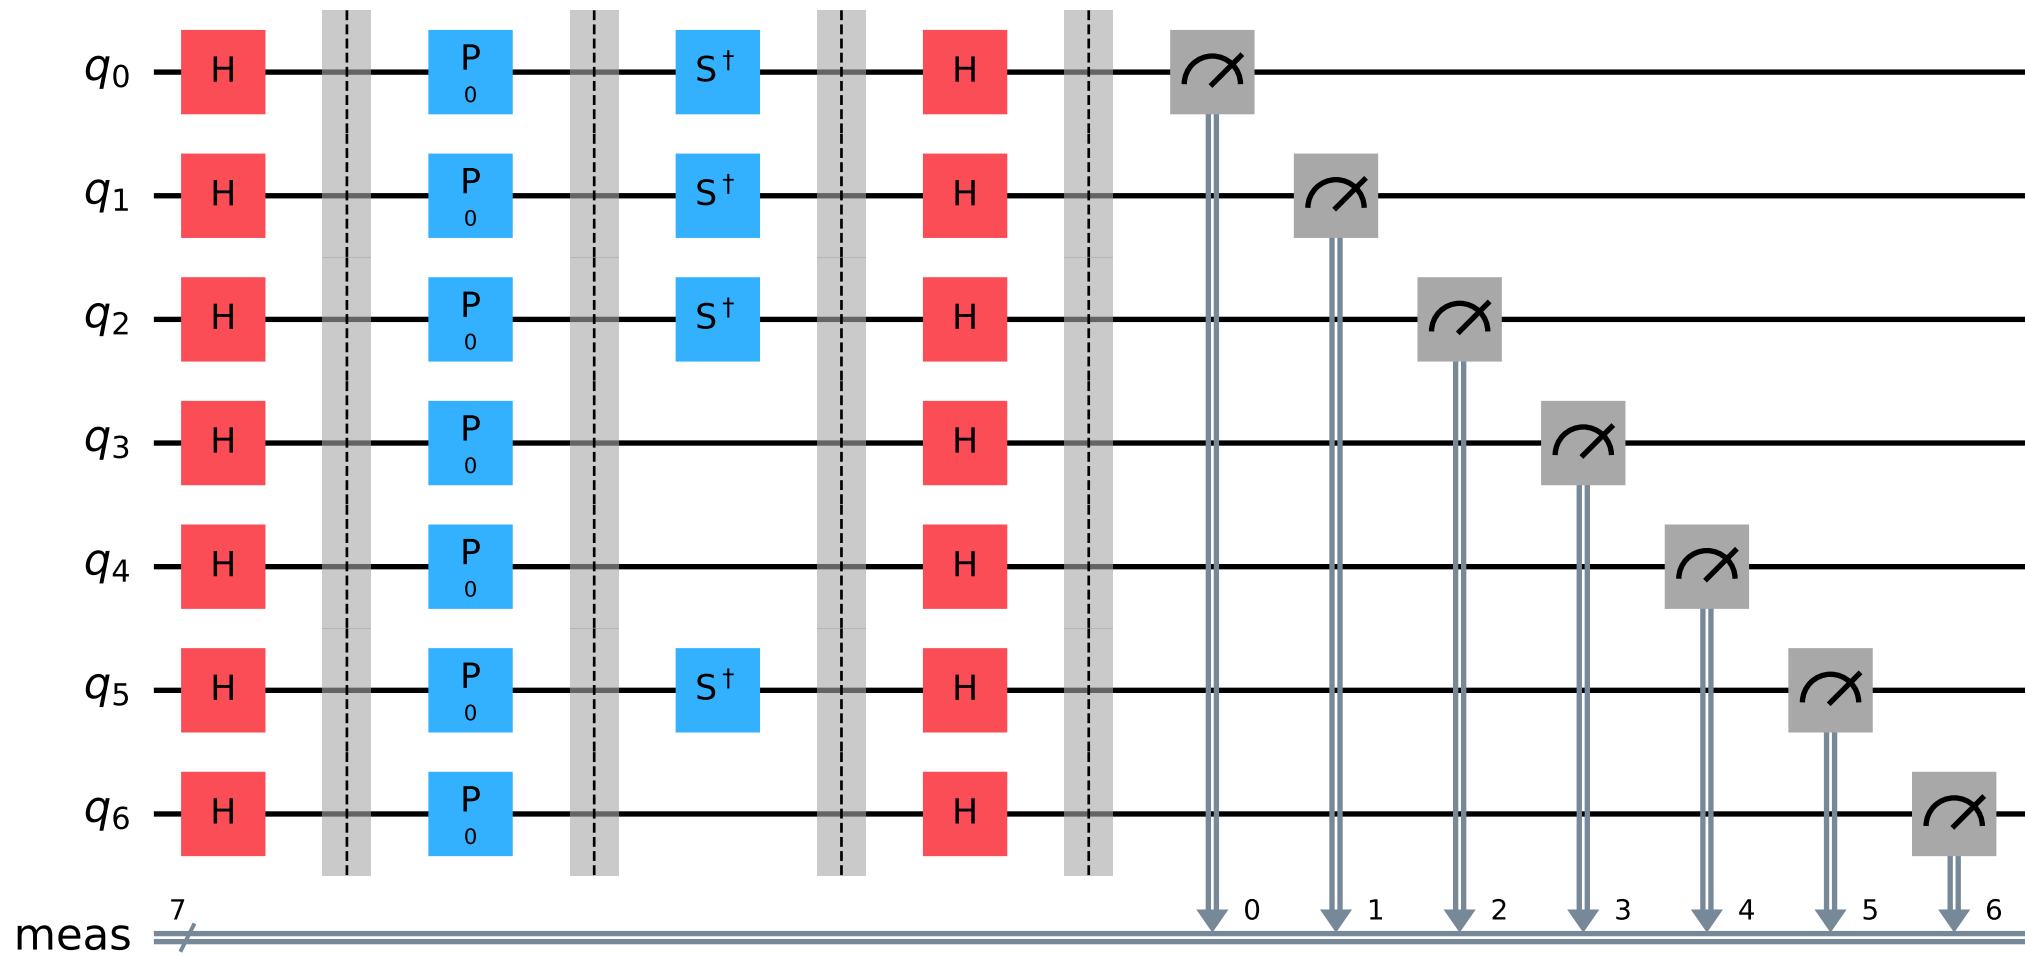 q0 H P 0 S† H
q1 H P 0 S† H
q2 H P 0 S† H
q3 H P 0 H
q4 H P 0 H
q5 H P 0 S† H
q6 H P 0 H
7 0 1 2 3 4 5 6
meas